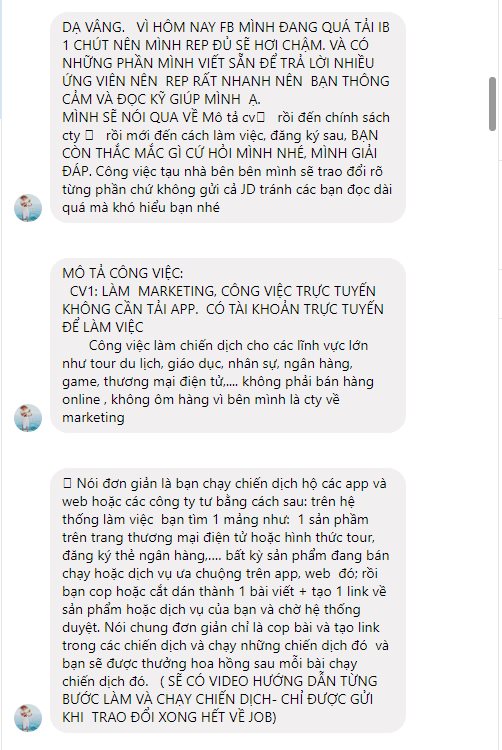 DẠ VÂNG.   VÌ HÔM NAY FB MÌNH ĐANG QUÁ TẢI IB
1 CHÚT NÊN MÌNH REP ĐỦ SẼ HƠI CHẬM. VÀ CÓ
NHỮNG PHẦN MÌNH VIẾT SẴN ĐỂ TRẢ LỜI NHIỀU
ỨNG VIÊN NÊN  REP RẤT NHANH NÊN  BẠN THÔNG
CẢM VÀ ĐỌC KỸ GIÚP MÌNH  Ạ.
MÌNH SẼ NÓI QUA VỀ Mô tả cv  rồi đến chính sách
cty  rồi mới đến cách làm việc, đăng ký sau, BẠN
CÒN THẮC MẮC GÌ CỨ HỎI MÌNH NHÉ, MÌNH GIẢI
ĐÁP. Công việc tạu nhà bên bên mình sẽ trao đổi rõ
từng phần chứ không gửi cả JD tránh các bạn đọc dài
quá mà khó hiểu bạn nhé
MÔ TẢ CÔNG VIỆC:
CV1: LÀM  MARKETING, CÔNG VIỆC TRỰC TUYẾN
KHÔNG CẦN TẢI APP.  CÓ TÀI KHOẢN TRỰC TUYẾN
ĐỂ LÀM VIỆC
Công việc làm chiến dịch cho các lĩnh vực lớn
như tour du lịch, giáo dục, nhân sự, ngân hàng,
game, thương mại điện tử,.... không phải bán hàng
online , không ôm hàng vì bên mình là cty về
marketing
Nói đơn giản là bạn chạy chiến dịch hộ các app và
web hoặc các công ty tư bằng cách sau: trên hệ
thống làm việc  bạn tìm 1 mảng như:  1 sản phầm
trên trang thương mại điện tử hoặc hình thức tour,
đăng ký thẻ ngân hàng,.... bất kỳ sản phẩm đang bán
chạy hoặc dịch vụ ưa chuộng trên app, web  đó; rồi
bạn cop hoặc cắt dán thành 1 bài viết + tạo 1 link về
sản phẩm hoặc dịch vụ của bạn và chờ hệ thống
duyệt. Nói chung đơn giản chỉ là cop bài và tạo link
trong các chiến dịch và chạy những chiến dịch đó  và
bạn sẽ được thưởng hoa hồng sau mỗi bài chạy
chiến dịch đó.   ( SẼ CÓ VIDEO HƯỚNG DẪN TỪNG
BƯỚC LÀM VÀ CHẠY CHIẾN DỊCH- CHỈ ĐƯỢC GỬI
KHI  TRAO ĐỔI XONG HẾT VỀ JOB)